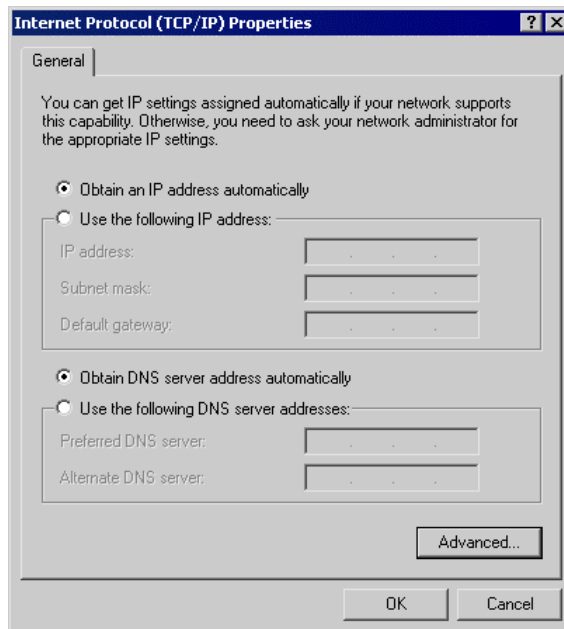 Internet Protocol (TCP/IP) Properties
General
You can get IP settings assigned automatically if your network supports
this capability. Otherwise, you need to ask your network administrator for
the appropriate IP settings.
Obtain an IP address automatically
Use the following IP address:
IP address:
Subnet mask:
Default gateway:
Obtain DNS server address automatically
Use the following DNS server addresses:
Preferred DNS server:
Alternate DNS server:
Advanced...
OK Cancel